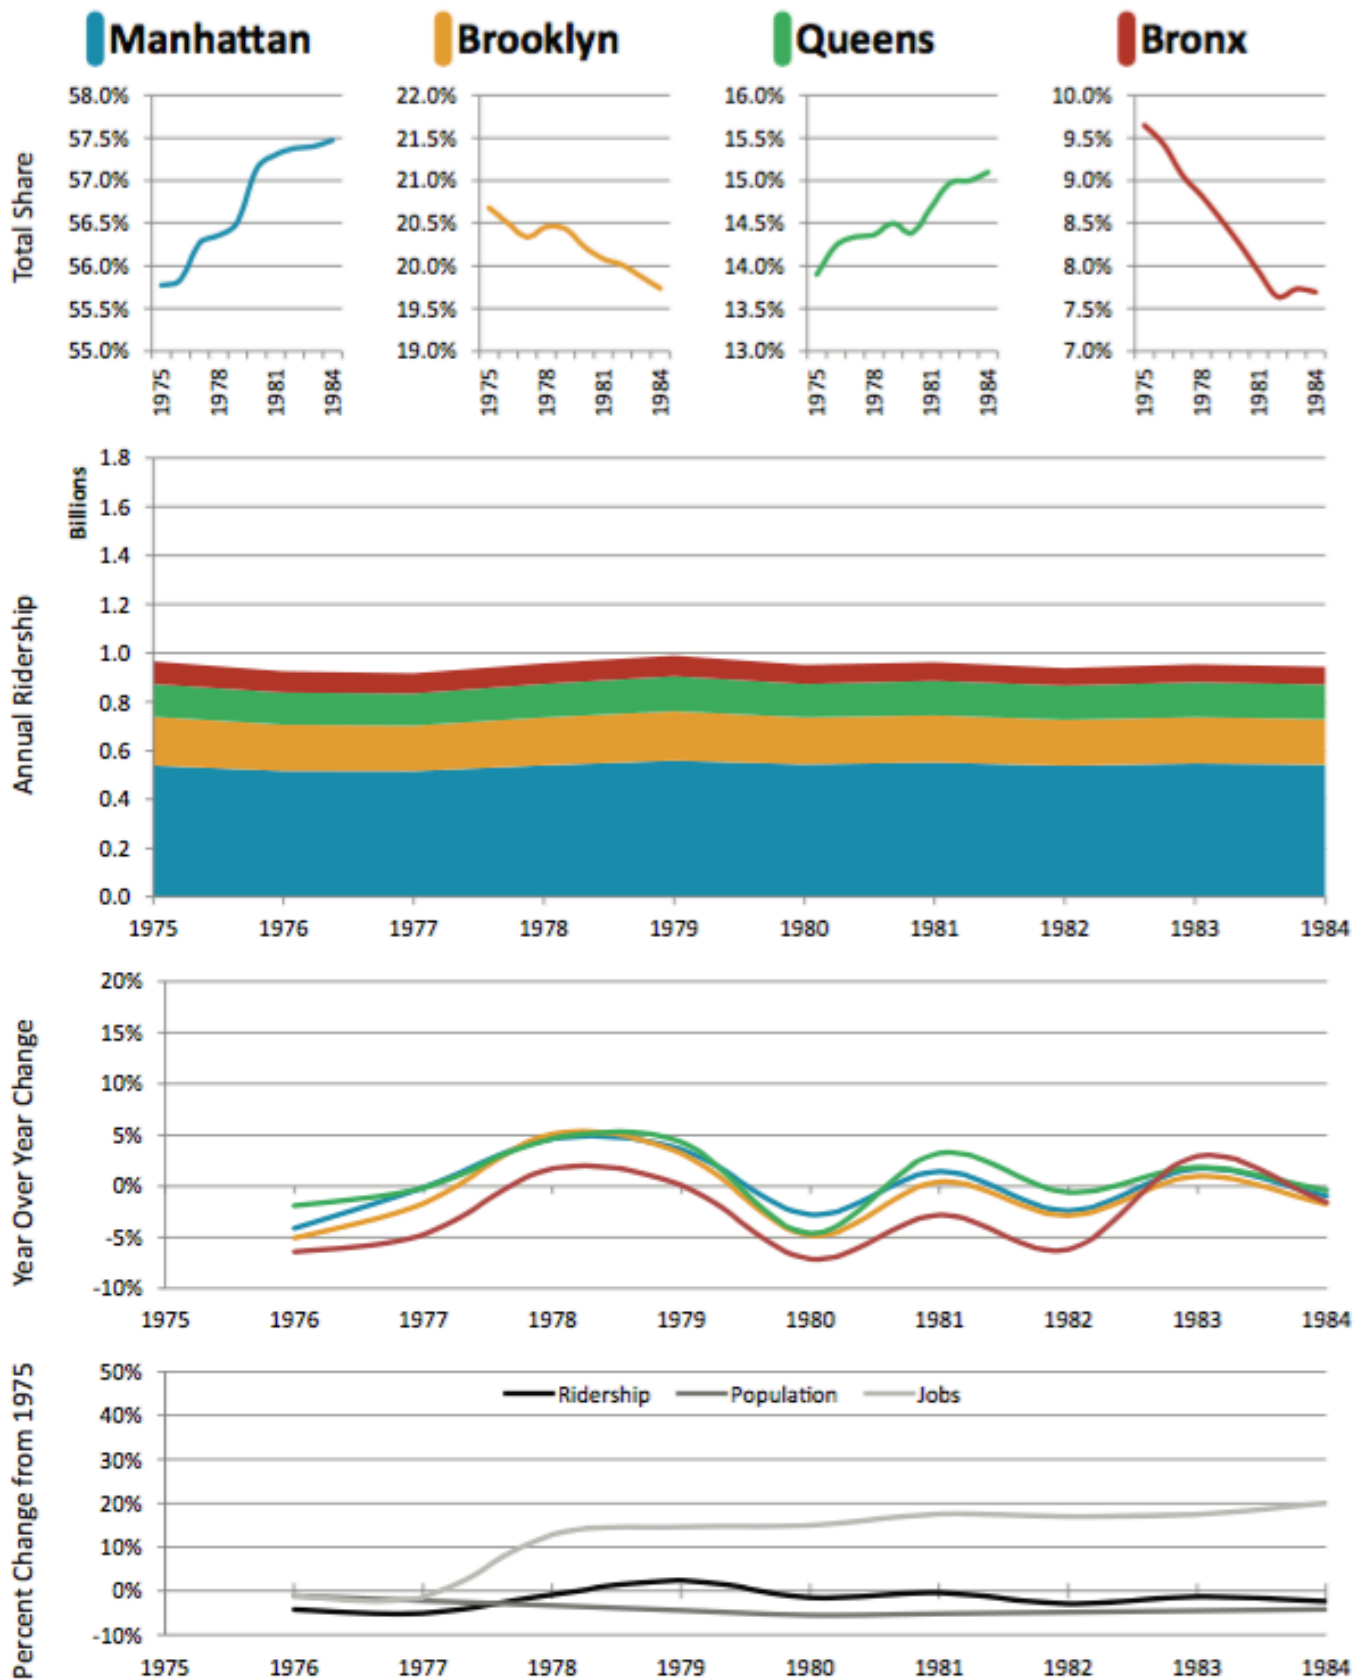 Manhattan Brooklyn Queens Bronx
Total Share
58.0% 22.0% 16.0% 10.0%
57.5% 21.5% 15.5% 9.5%
57.0% 21.0% 15.0% 9.0%
56.5% 20.5% 14.5% 8.5%
56.0% 20.0% 14.0% 8.0%
55.5% 19.5% 13.5% 7.5%
55.0% 19.0% 13.0% 7.0%
1975 1978 1981 1984 1975 1978 1981 1984 1975 1978 1981 1984 1975 1978 1981 1984
Annual Ridership
Billions
1.8
1.6
1.4
1.2
1.0
0.8
0.6
0.4
0.2
0.0
1975 1976 1977 1978 1979 1980 1981 1982 1983 1984
Year Over Year Change
20%
15%
10%
5%
0%
-5%
-10%
1975 1976 1977 1978 1979 1980 1981 1982 1983 1984
Percent Change from 1975
Ridership Population Jobs
50%
40%
30%
20%
10%
0%
-10%
1975 1976 1977 1978 1979 1980 1981 1982 1983 1984